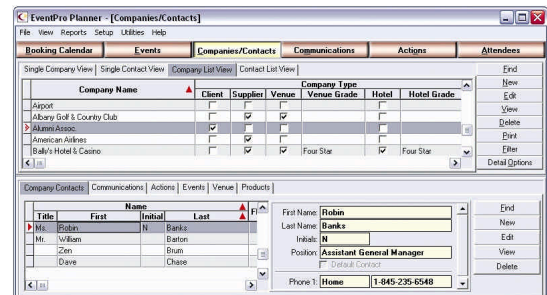 EventPro Planner - [Companies/Contacts]
File View Reports Setup Utilities Help
Booking Calendar Events Companies/Contacts Communications Actions Attendees
Single Company View Single Contact View Company List View Contact List View
Find
Company Name Company Type
Client Supplier Venue Venue Grade Hotel Hotel Grade
New
Airport
Edit
Albany Golf & Country Club
View
Alumni Assoc.
Delete
American Airlines
Print
Bally's Hotel & Casino Four Star Four Star
Filter
Detail Options
Company Contacts Communications Actions Events Venue Products
Name
Title First Initial Last
Ms. Robin N Banks
Mr. William Barton
Zen Brum
Dave Chase
First Name: Robin
Last Name: Banks
Initials: N
Position: Assistant General Manager
Default Contact
Phone 1: Home 1-845-235-6548
Find
New
Edit
View
Delete